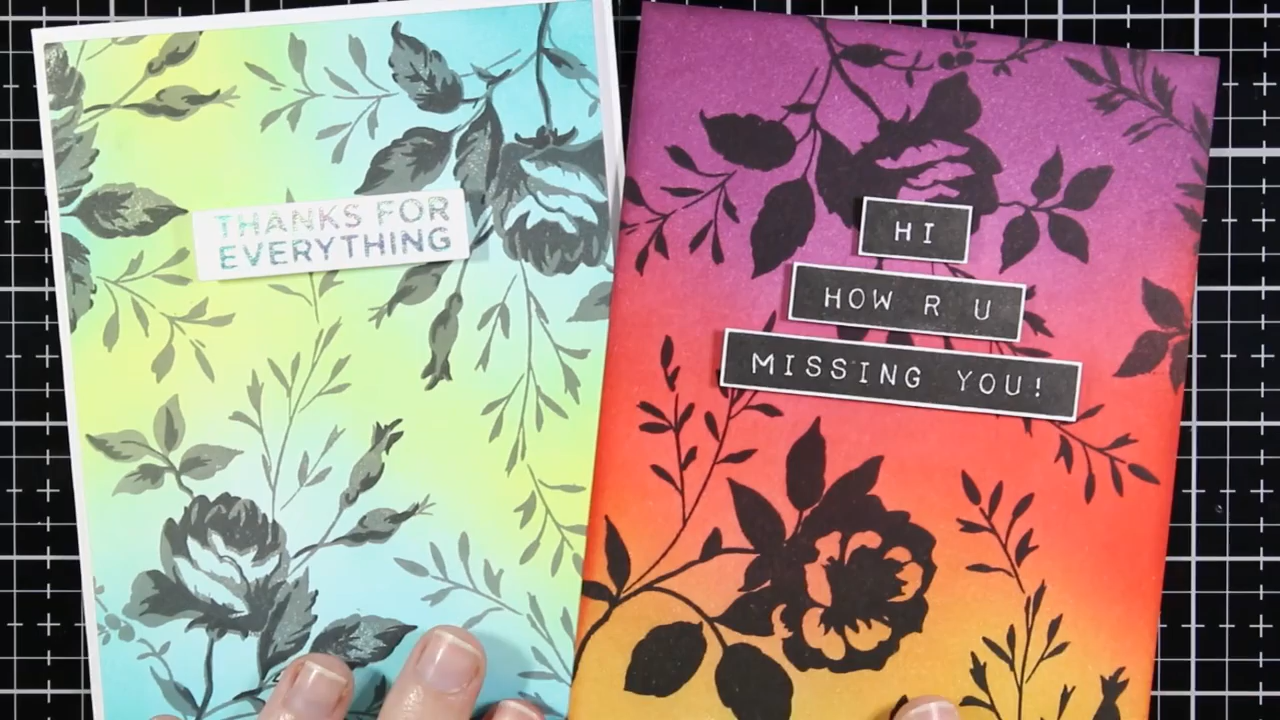 THANKS FOR
EVERYTHING
HI
HOW R U
MISSING YOU!